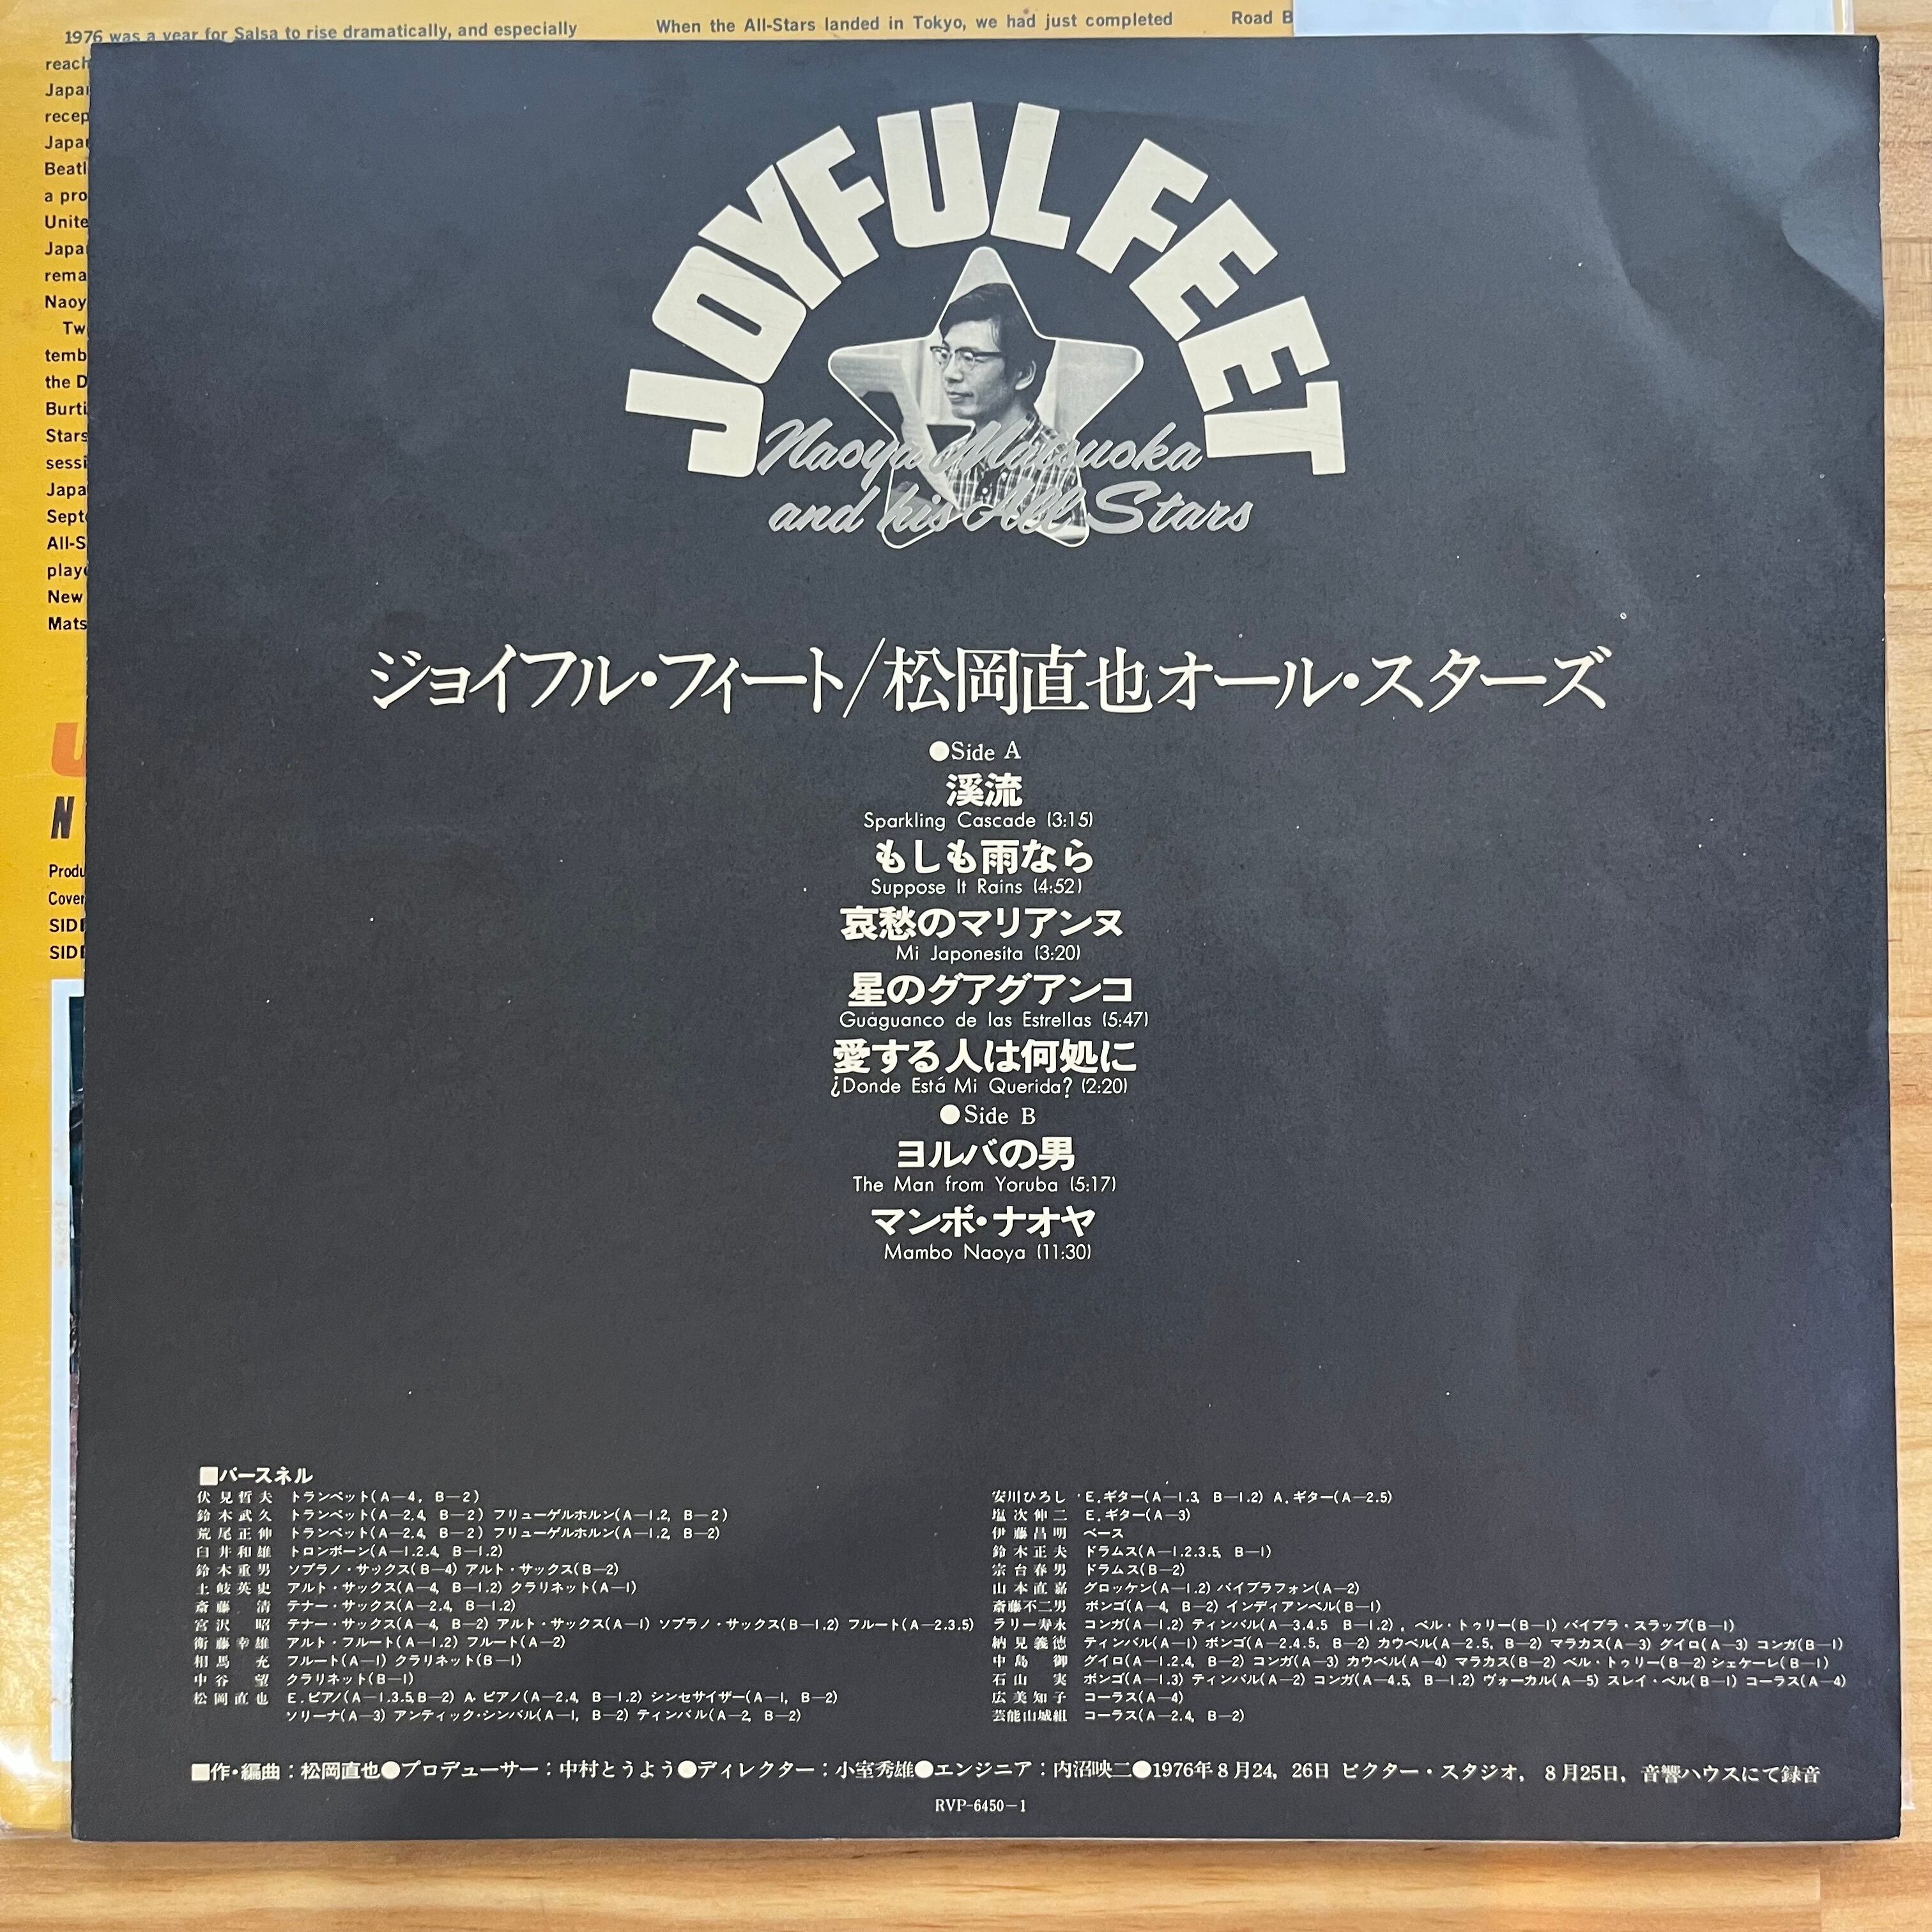 1976 was a year for Salsa to rise dramatically, and especially
When the All-Stars landed in Tokyo, we had just completed
Road B
reach
Japa
recep
Japa
Beatl
a pro
Unite
Japa
rema
Naoy
Tw
temb
the D
Burti
Stars
sessi
Japa
Septe
All-S
playe
New
Mats
N
Produ
Cover
SIDE
SIDE
JOYFUL FEET
Naoya Matsuoka
and his All Stars
ジョイフル・フィート/松岡直也オール・スターズ
●Side A
渓流
Sparkling Cascade (3:15)
もしも雨なら
Suppose It Rains (4:52)
哀愁のマリアンヌ
Mi Japonesita (3:20)
星のグアグアンコ
Guaguanco de las Estrellas (5:47)
愛する人は何処に
¿Donde Está Mi Querida? (2:20)
●Side B
ヨルバの男
The Man from Yoruba (5:17)
マンボ・ナオヤ
Mambo Naoya (11:30)
■パースネル
伏見哲夫 トランペット(A—4, B—2)
鈴木武久 トランペット(A—2.4, B—2) フリューゲルホルン(A—1.2, B—2)
荒尾正伸 トランペット(A—2.4, B—2) フリューゲルホルン(A—1.2, B—2)
臼井和雄 トロンボーン(A—1.2.4, B—1.2)
鈴木重男 ソプラノ・サックス(B—4) アルト・サックス(B—2)
土岐英史 アルト・サックス(A—4, B—1.2) クラリネット(A—1)
斎藤 清 テナー・サックス(A—2.4, B—1.2)
宮沢 昭 テナー・サックス(A—4, B—2) アルト・サックス(A—1) ソプラノ・サックス(B—1.2) フルート(A—2.3.5)
衛藤幸雄 アルト・フルート(A—1.2) フルート(A—2)
相馬 充 フルート(A—1) クラリネット(B—1)
中谷 望 クラリネット(B—1)
松岡直也 E.ピアノ(A—1.3.5,B—2) A.ピアノ(A—2.4, B—1.2) シンセサイザー(A—1, B—2)
ソリーナ(A—3) アンティック・シンバル(A—1, B—2) ティンバル(A—2, B—2)
安川ひろし E.ギター(A—1.3, B—1.2) A.ギター(A—2.5)
塩次伸二 E.ギター(A—3)
伊藤昌明 ベース
鈴木正夫 ドラムス(A—1.2.3.5, B—1)
宗台春男 ドラムス(B—2)
山本直嘉 グロッケン(A—1.2) バイブラフォン(A—2)
斎藤不二男 ボンゴ(A—4, B—2) インディアンベル(B—1)
ラリー寿永 コンガ(A—1.2) ティンバル(A—3.4.5 B—1.2), ベル・トゥリー(B—1) バイブラ・スラップ(B—1)
納見義徳 ティンバル(A—1) ボンゴ(A—2.4.5, B—2) カウベル(A—2.5, B—2) マラカス(A—3) グイロ(A—3) コンガ(B—1)
中島 御 グイロ(A—1.2.4, B—2) コンガ(A—3) カウベル(A—4) マラカス(B—2) ベル・トゥリー(B—2) シェケーレ(B—1)
石山 実 ボンゴ(A—1.3) ティンバル(A—2) コンガ(A—4.5, B—1.2) ヴォーカル(A—5) スレイ・ベル(B—1) コーラス(A—4)
広美知子 コーラス(A—4)
芸能山城組 コーラス(A—2.4, B—2)
■作・編曲：松岡直也●プロデューサー：中村とうよう●ディレクター：小室秀雄●エンジニア：内沼映二●1976年8月24, 26日 ビクター・スタジオ, 8月25日, 音響ハウスにて録音
RVP-6450-1